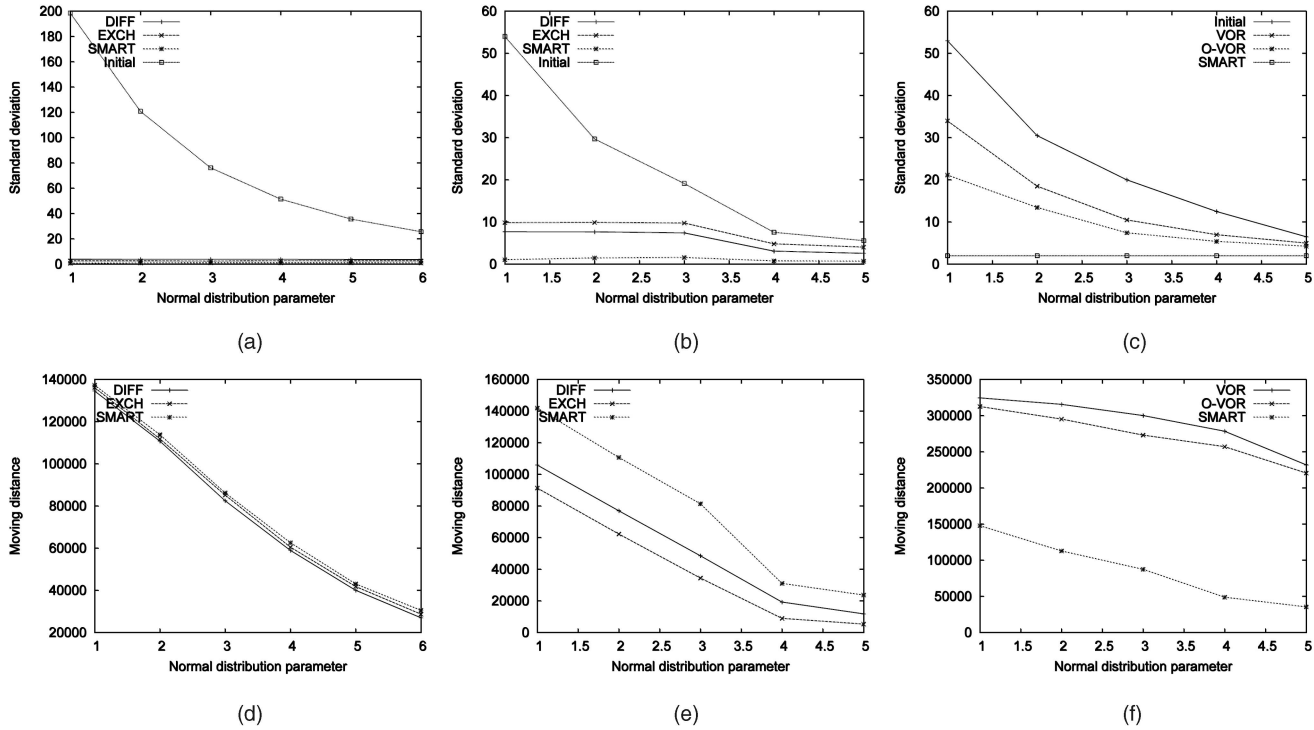 200
180
160
140
120
100
80
60
40
20
0
Standard deviation
DIFF
EXCH
SMART
Initial
1 2 3 4 5 6
Normal distribution parameter
(a)
60
50
40
30
20
10
0
Standard deviation
DIFF
EXCH
SMART
Initial
1 1.5 2 2.5 3 3.5 4 4.5 5
Normal distribution parameter
(b)
60
50
40
30
20
10
0
Standard deviation
Initial
VOR
O-VOR
SMART
1 1.5 2 2.5 3 3.5 4 4.5 5
Normal distribution parameter
(c)
140000
120000
100000
80000
60000
40000
20000
Moving distance
DIFF
EXCH
SMART
1 2 3 4 5 6
Normal distribution parameter
(d)
160000
140000
120000
100000
80000
60000
40000
20000
0
Moving distance
DIFF
EXCH
SMART
1 1.5 2 2.5 3 3.5 4 4.5 5
Normal distribution parameter
(e)
350000
300000
250000
200000
150000
100000
50000
0
Moving distance
VOR
O-VOR
SMART
1 1.5 2 2.5 3 3.5 4 4.5 5
Normal distribution parameter
(f)